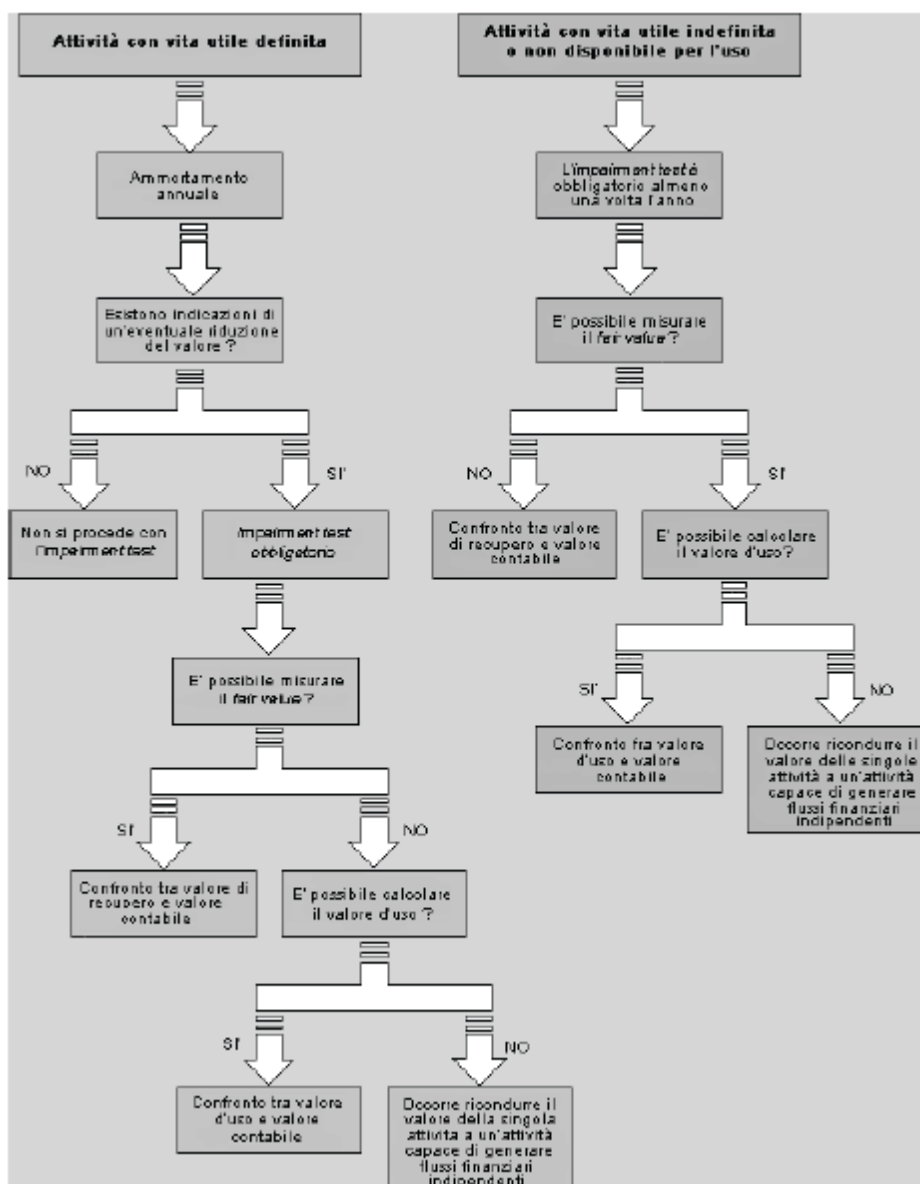 Attività con vita utile definita
Ammortamento
annuale
Esistono indicazioni di
un'eventuale riduzione
del valore ?
NO
SI'
Non si procede con
l'impairment test
Impairment test
obbligatorio
E' possibile misurare
il fair value ?
SI'
NO
Confronto tra valore di
recupero e valore
contabile
E' possibile calcolare
il valore d'uso ?
SI'
NO
Confronto tra valore
d'uso e valore
contabile
Occorre ricondurre il
valore della singola
attività a un'attività
capace di generare
flussi finanziari
indipendenti
Attività con vita utile indefinita
o non disponibile per l'uso
L'impairment test è
obbligatorio almeno
una volta l'anno
E' possibile misurare
il fair value ?
NO
SI'
Confronto tra valore
di recupero e valore
contabile
E' possibile calcolare
il valore d'uso ?
SI'
NO
Confronto fra valore
d'uso e valore
contabile
Occorre ricondurre il
valore delle singole
attività a un'attività
capace di generare
flussi finanziari
indipendenti